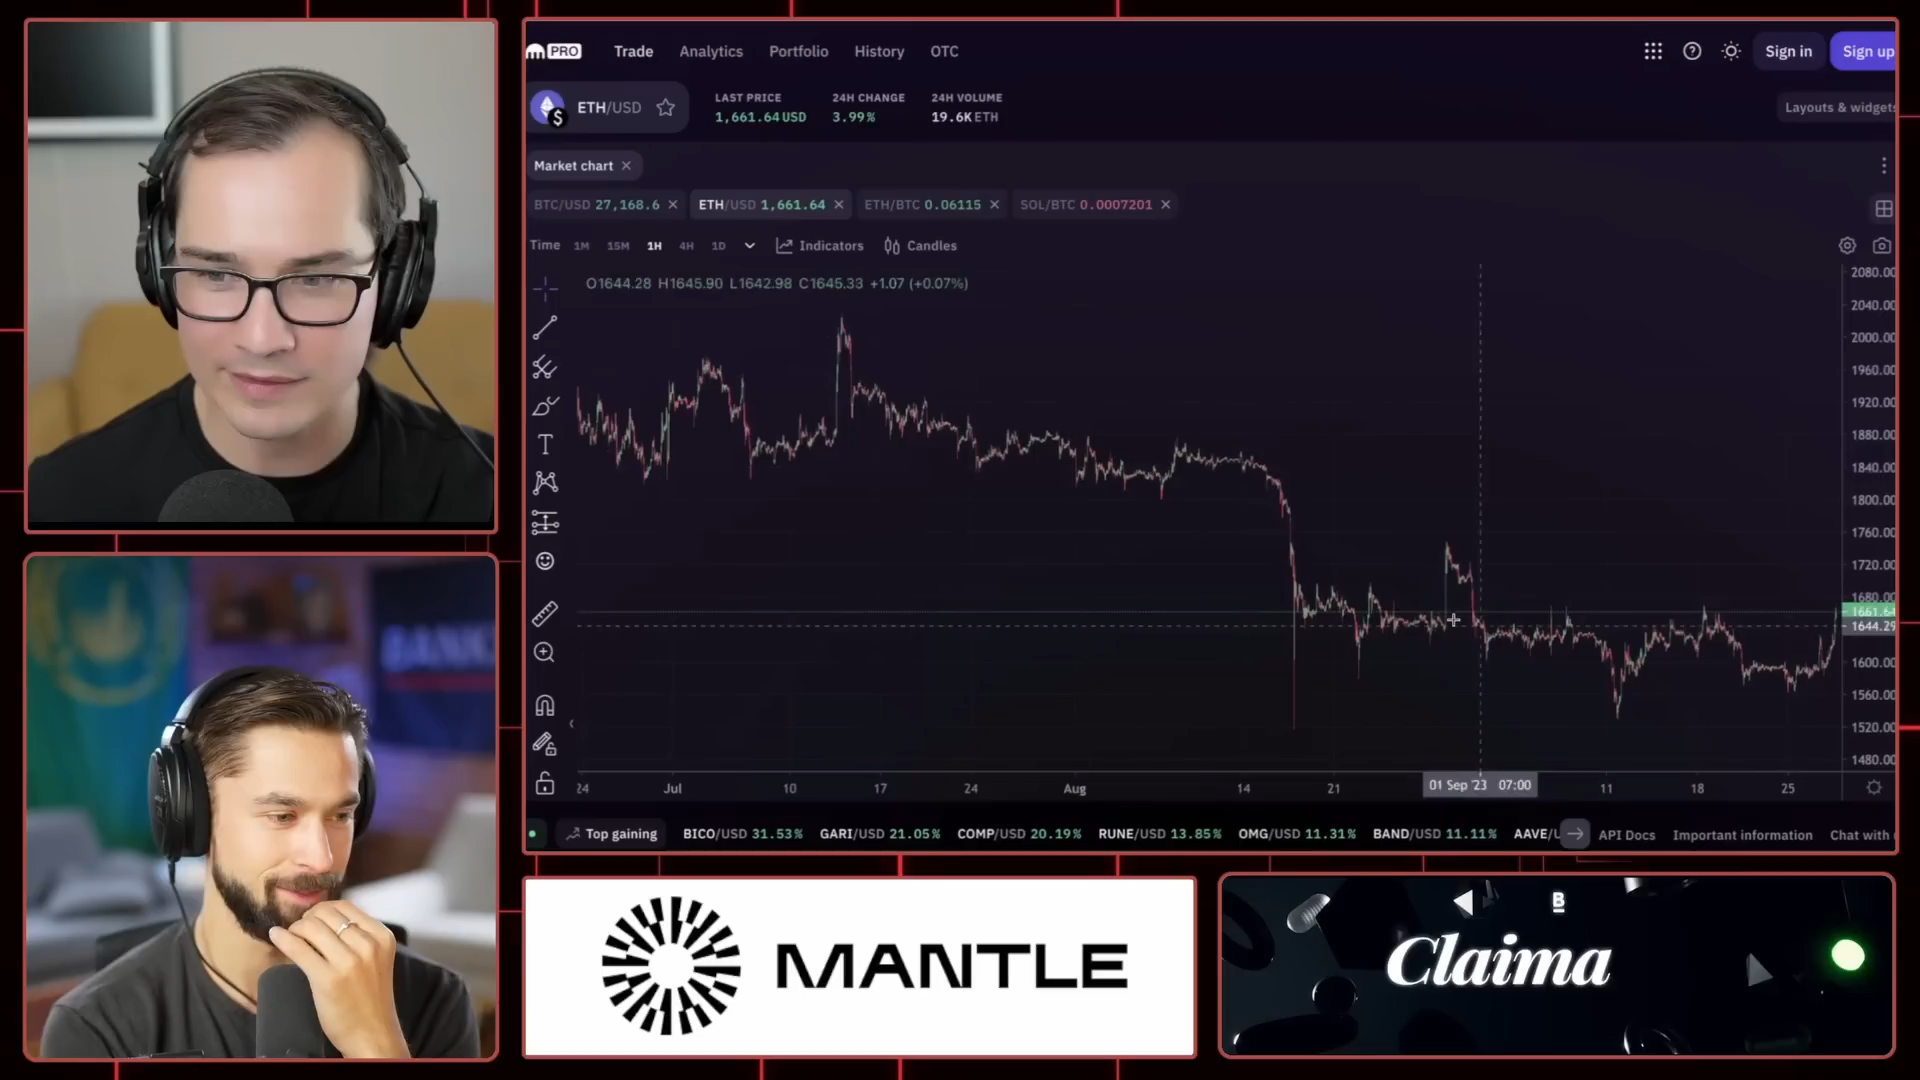 PRO Trade Analytics Portfolio History OTC Sign in Sign up
ETH/USD
LAST PRICE 24H CHANGE 24H VOLUME
1,661.64 USD 3.99% 19.6K ETH
Layouts & widgets
Market chart
BTC/USD 27,168.6 ETH/USD 1,661.64 ETH/BTC 0.06115 SOL/BTC 0.0007201
Time 1M 15M 1H 4H 1D Indicators Candles
O1644.28 H1645.90 L1642.98 C1645.33 +1.07 (+0.07%)
2080.00
2040.00
2000.00
1960.00
1920.00
1880.00
1840.00
1800.00
1760.00
1720.00
1680.00
1661.64
1644.29
1600.00
1560.00
1520.00
1480.00
24 Jul 10 17 24 Aug 14 21 01 Sep '23 07:00 11 18 25
Top gaining BICO/USD 31.53% GARI/USD 21.05% COMP/USD 20.19% RUNE/USD 13.85% OMG/USD 11.31% BAND/USD 11.11% AAVE/U API Docs Important information Chat with
BANK
MANTLE
B
Claima